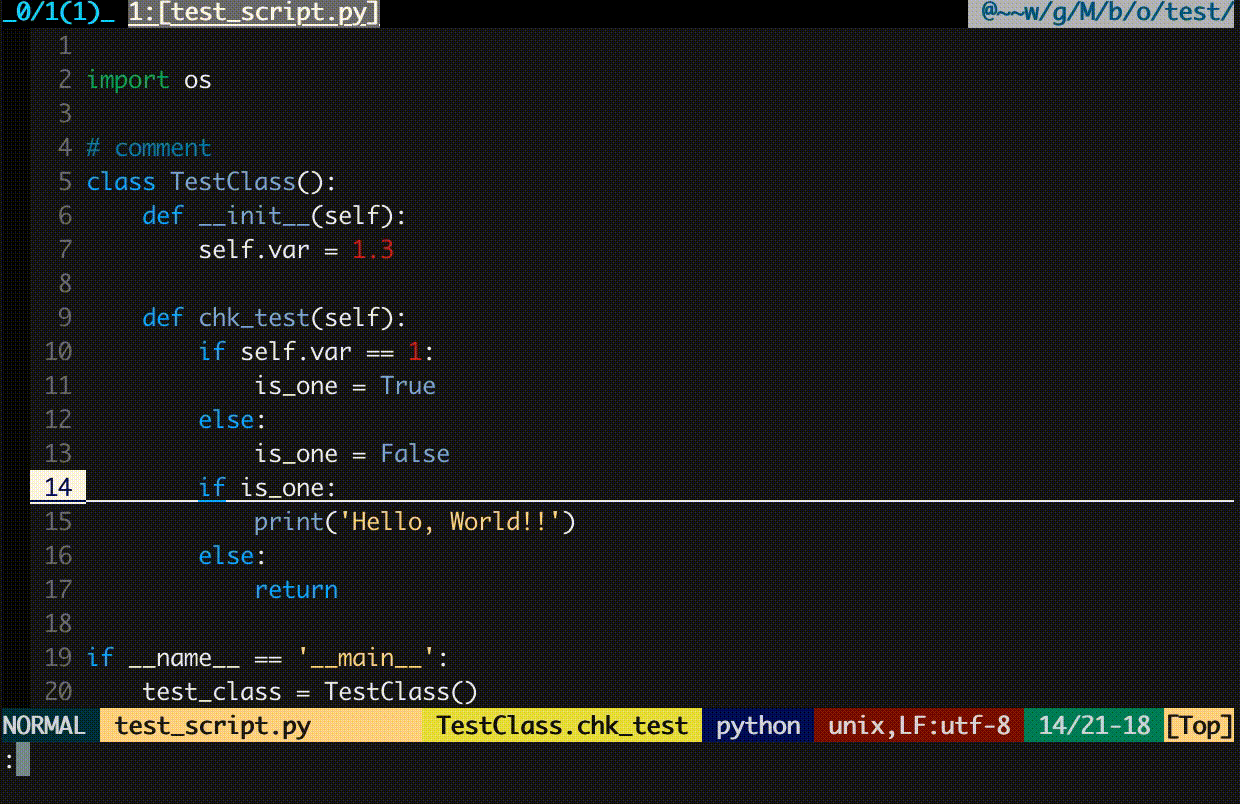 _0/1(1)_ 1:[test_script.py] @~~w/g/M/b/o/test/
1
2 import os
3
4 # comment
5 class TestClass():
6     def __init__(self):
7         self.var = 1.3
8
9     def chk_test(self):
10         if self.var == 1:
11             is_one = True
12         else:
13             is_one = False
14         if is_one:
15             print('Hello, World!!')
16         else:
17             return
18
19 if __name__ == '__main__':
20     test_class = TestClass()
NORMAL test_script.py TestClass.chk_test python unix,LF:utf-8 14/21-18 [Top]
: